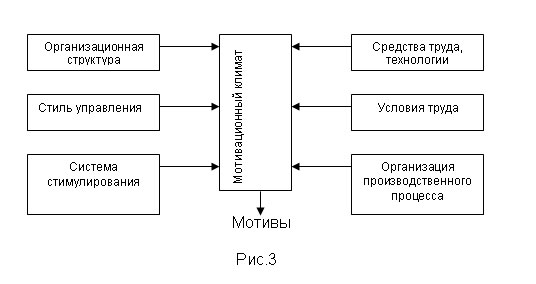 Организационная
структура
Стиль управления
Система
стимулирования
Мотивационный климат
Средства труда,
технологии
Условия труда
Организация
производственного
процесса
Мотивы
Рис.3